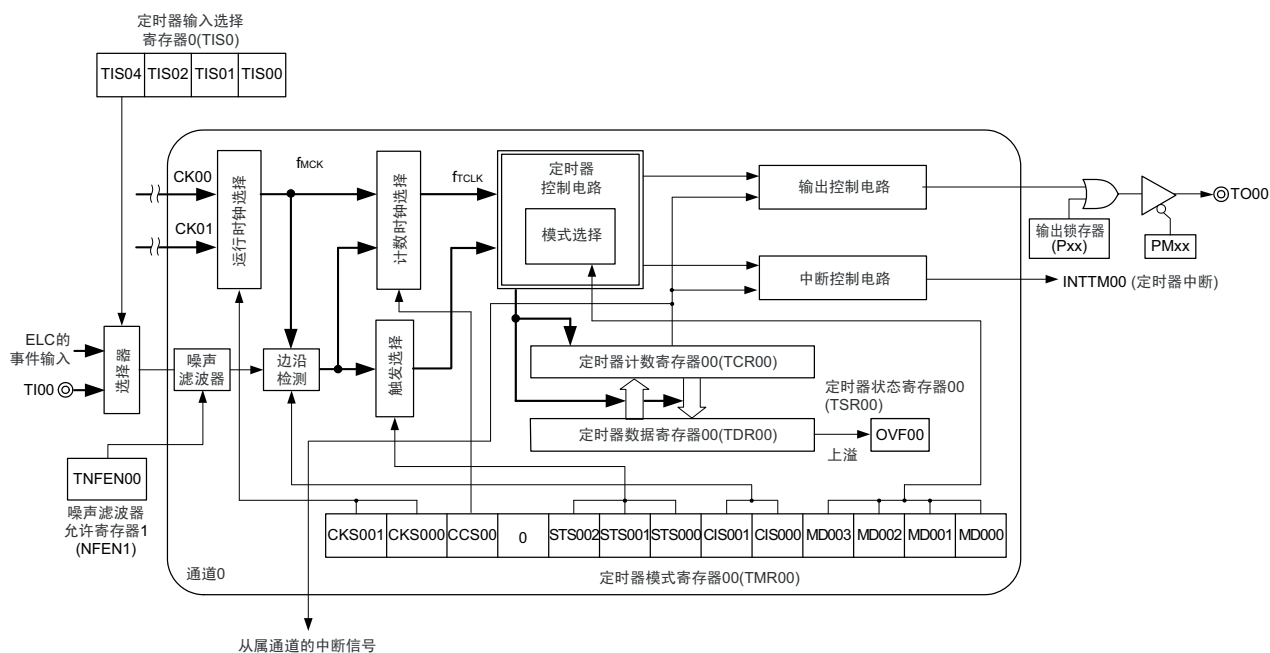 定时器输入选择
寄存器0(TIS0)
TIS04 TIS02 TIS01 TIS00
CK00
CK01
运行时钟选择
fMCK
计数时钟选择
fTCLK
定时器
控制电路
模式选择
输出控制电路
输出锁存器
(Pxx)
PMxx
TO00
中断控制电路
INTTM00 (定时器中断)
ELC的
事件输入
TI00
选择器
噪声
滤波器
边沿
检测
触发选择
定时器计数寄存器00(TCR00)
定时器数据寄存器00(TDR00)
定时器状态寄存器00
(TSR00)
OVF00
上溢
TNFEN00
噪声滤波器
允许寄存器1
(NFEN1)
CKS001 CKS000 CCS00 0 STS002 STS001 STS000 CIS001 CIS000 MD003 MD002 MD001 MD000
通道0
定时器模式寄存器00(TMR00)
从属通道的中断信号